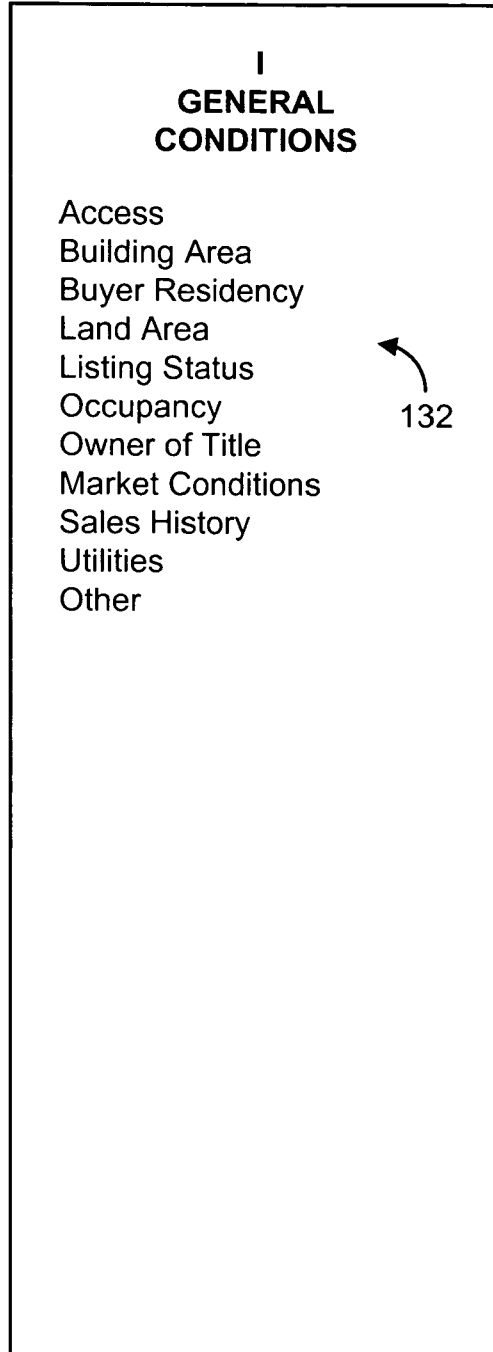 I
GENERAL
CONDITIONS
Access
Building Area
Buyer Residency
Land Area
Listing Status
Occupancy
132
Owner of Title
Market Conditions
Sales History
Utilities
Other